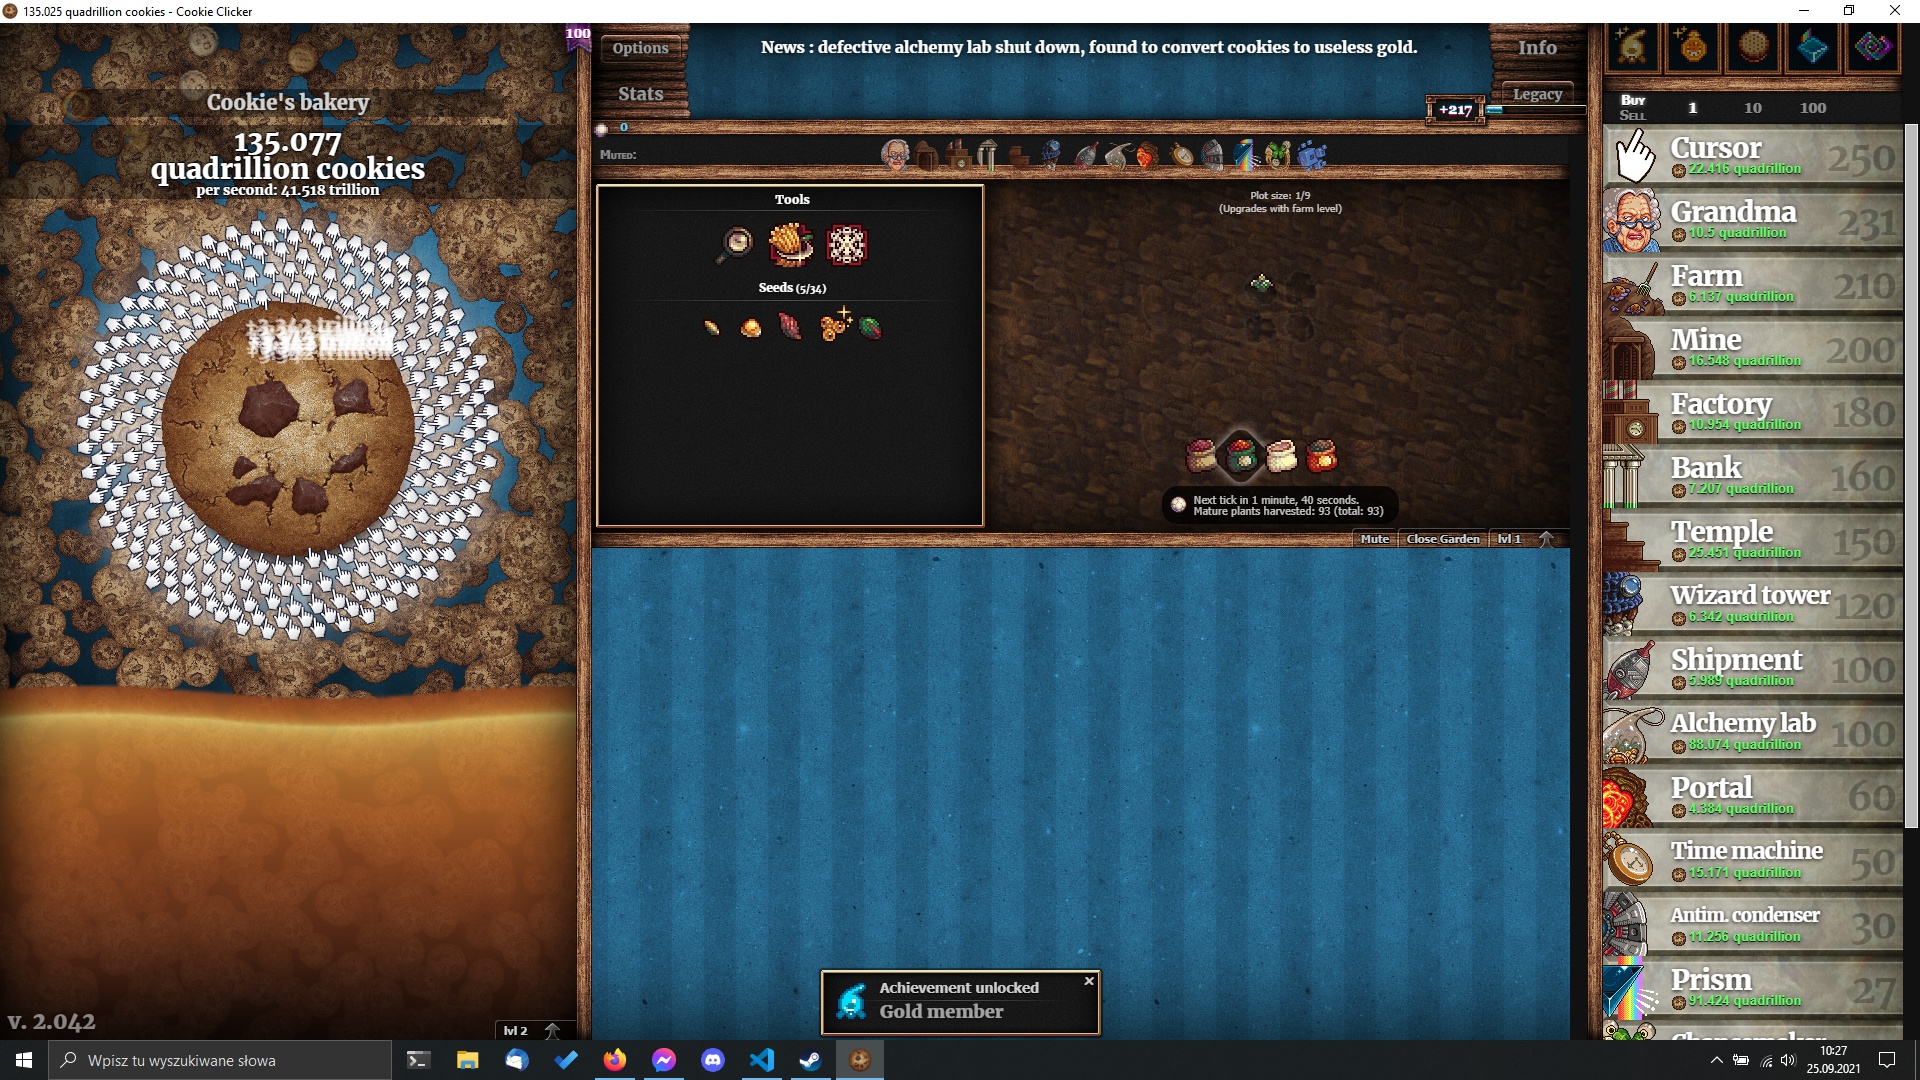 135.025 quadrillion cookies - Cookie Clicker
100
Options
Stats
News : defective alchemy lab shut down, found to convert cookies to useless gold.
Info
Legacy
+217
Cookie's bakery
135.077
quadrillion cookies
per second: 41.518 trillion
0
Muted:
Tools
Seeds (5/34)
Plot size: 1/9
(Upgrades with farm level)
Next tick in 1 minute, 40 seconds.
Mature plants harvested: 93 (total: 93)
Mute
Close Garden
lvl 1
Buy
Sell
1
10
100
Cursor
22.416 quadrillion
250
Grandma
10.5 quadrillion
231
Farm
6.137 quadrillion
210
Mine
16.548 quadrillion
200
Factory
10.954 quadrillion
180
Bank
7.207 quadrillion
160
Temple
25.451 quadrillion
150
Wizard tower
6.342 quadrillion
120
Shipment
5.989 quadrillion
100
Alchemy lab
88.074 quadrillion
100
Portal
4.384 quadrillion
60
Time machine
15.171 quadrillion
50
Antim. condenser
11.256 quadrillion
30
Prism
91.424 quadrillion
27
Achievement unlocked
Gold member
v. 2.042
lvl 2
Wpisz tu wyszukiwane słowa
10:27
25.09.2021